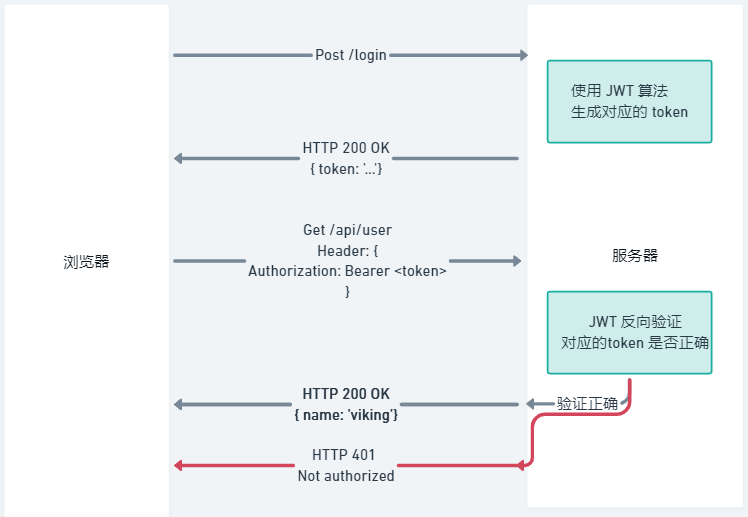 Post /login
使用 JWT 算法
生成对应的 token
HTTP 200 OK
{ token: '...'}
Get /api/user
Header: {
Authorization: Bearer <token>
}
浏览器
服务器
JWT 反向验证
对应的token 是否正确
HTTP 200 OK
{ name: 'viking'}
验证正确
HTTP 401
Not authorized